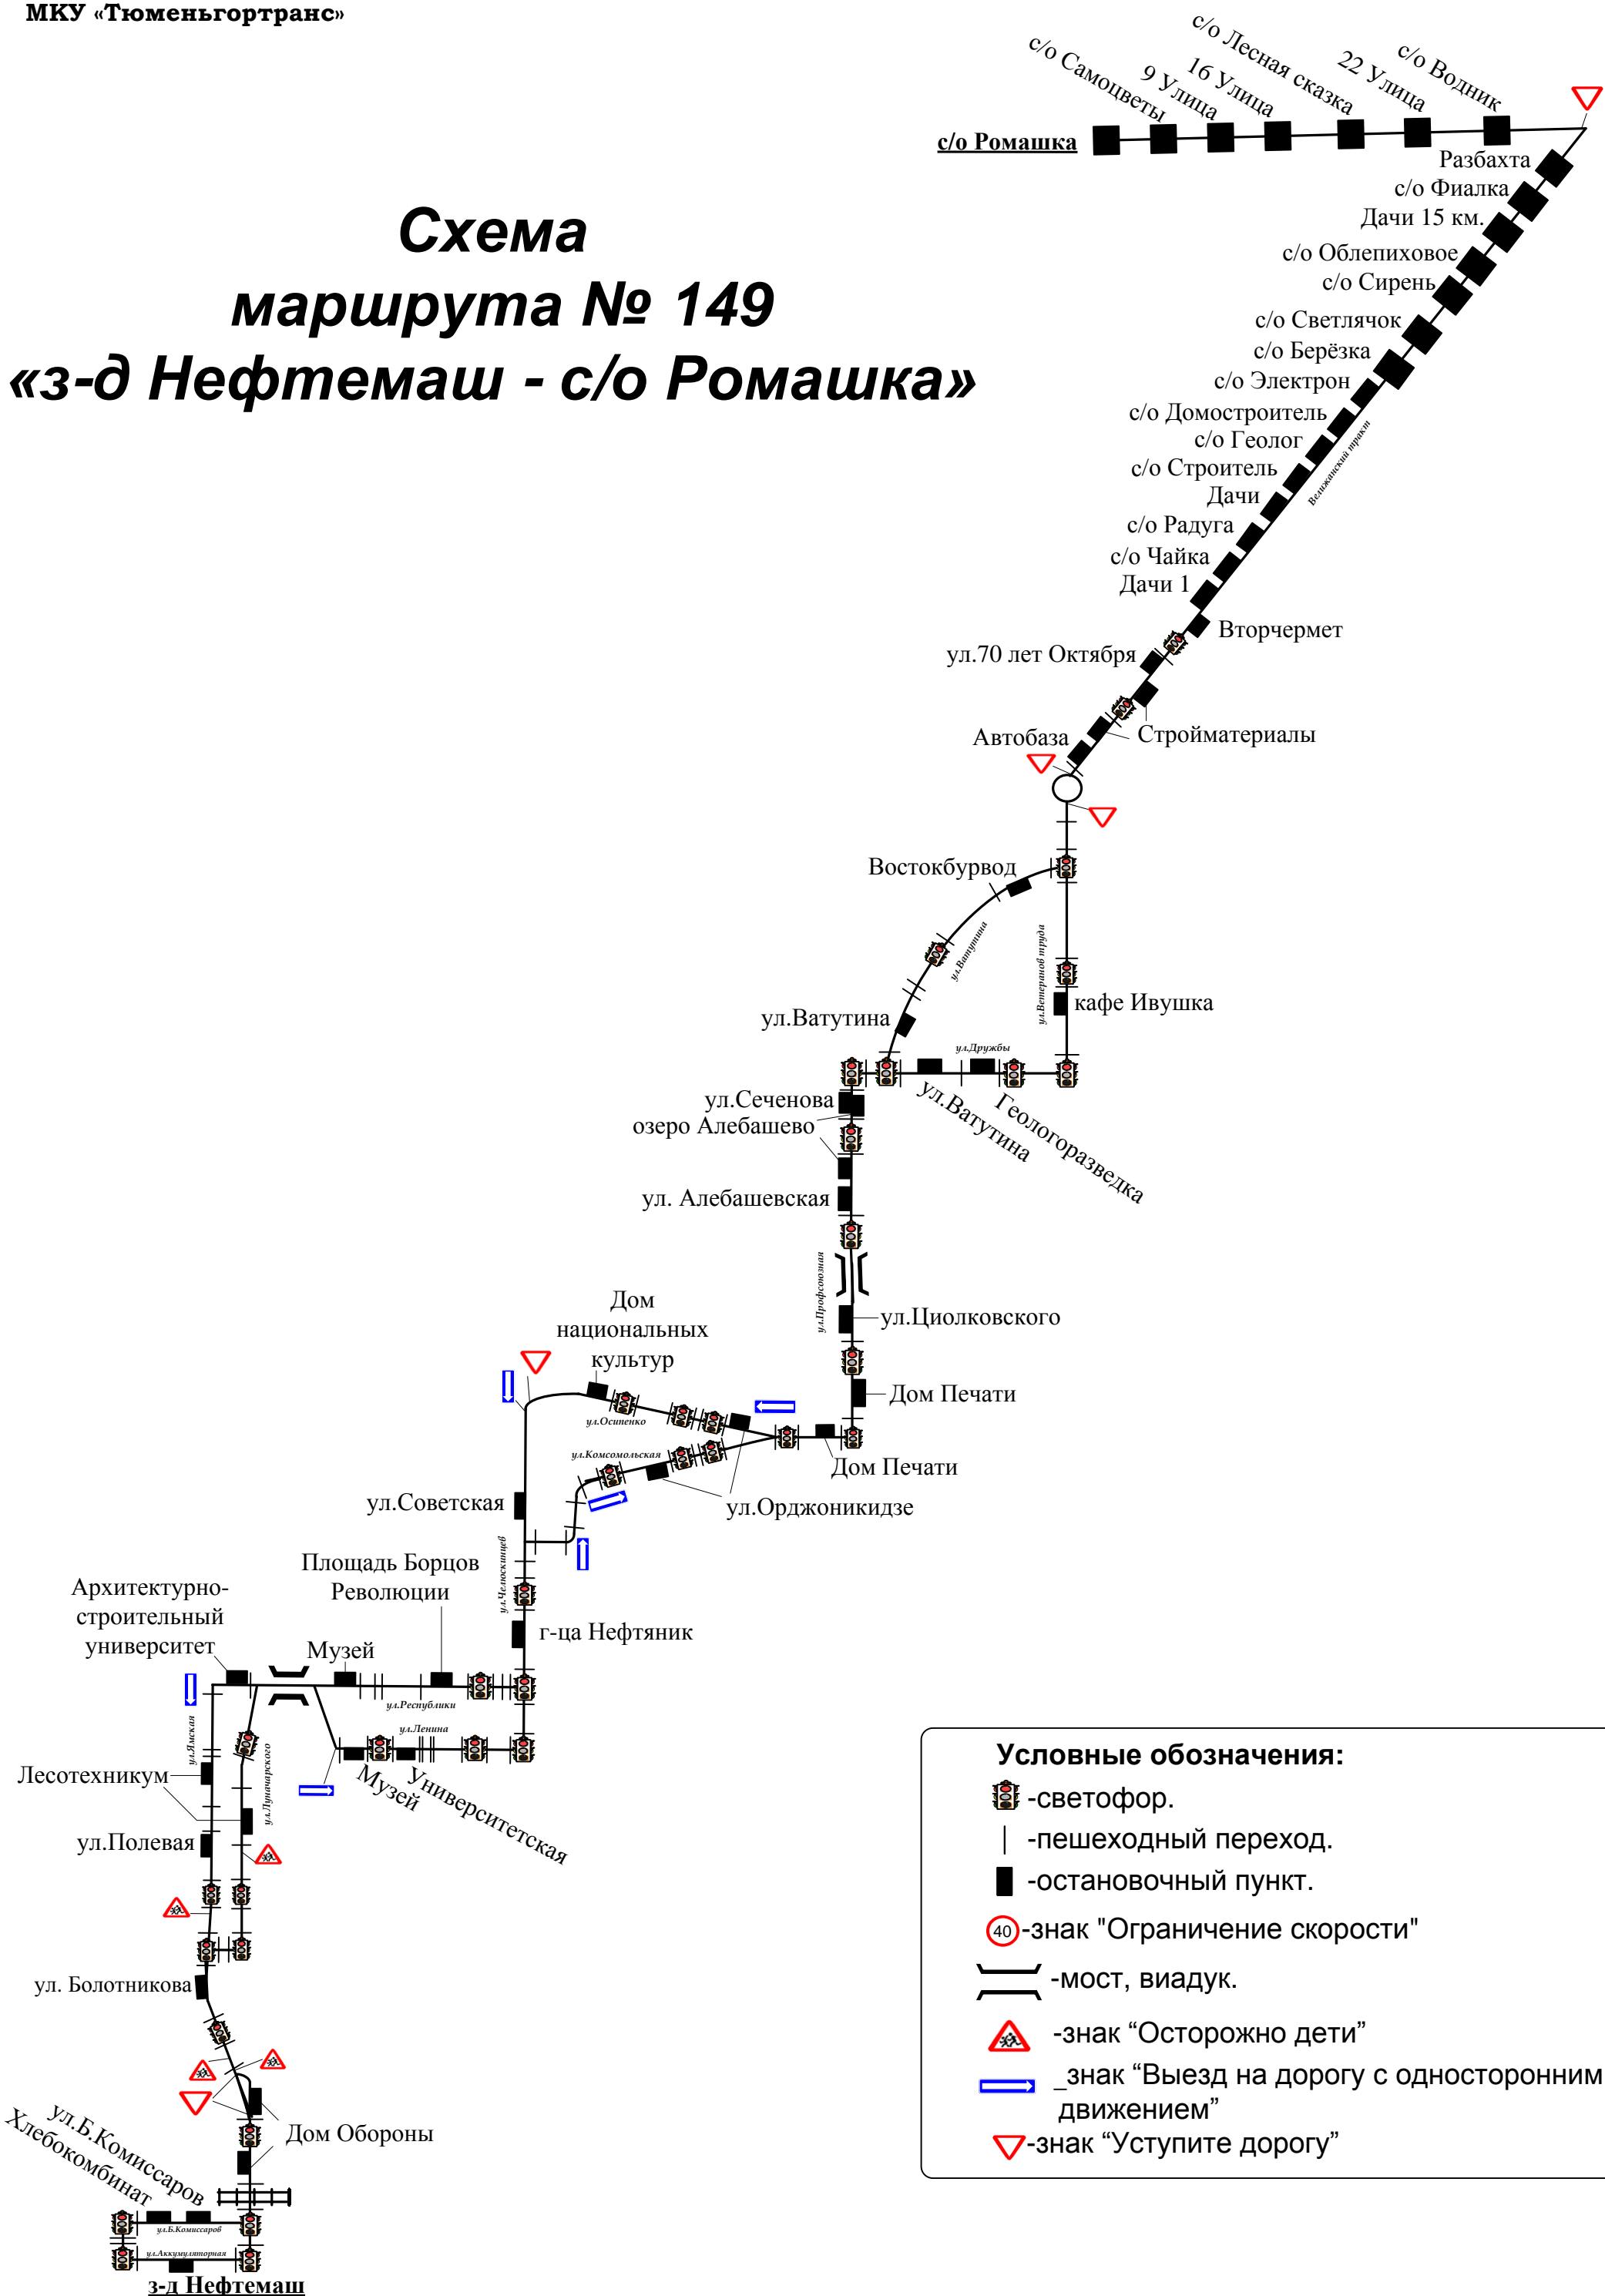 МКУ «Тюменьгортранс»
Схема
маршрута № 149
«з-д Нефтемаш - с/о Ромашка»
с/о Ромашка
с/о Самоцветы
9 Улица
16 Улица
с/о Лесная сказка
22 Улица
с/о Водник
Разбахта
с/о Фиалка
Дачи 15 км.
с/о Облепиховое
с/о Сирень
с/о Светлячок
с/о Берёзка
с/о Электрон
с/о Домостроитель
с/о Геолог
с/о Строитель
Дачи
с/о Радуга
с/о Чайка
Дачи 1
Велижанский тракт
Вторчермет
ул.70 лет Октября
Стройматериалы
Автобаза
Востокбурвод
ул.Ватутина
ул.Ветеранов труда
кафе Ивушка
ул.Ватутина
ул.Дружбы
ул.Ватутина
Геологоразведка
ул.Сеченова
озеро Алебашево
ул. Алебашевская
ул.Профсоюзная
ул.Циолковского
Дом
национальных
культур
Дом Печати
ул.Осипенко
ул.Комсомольская
Дом Печати
ул.Орджоникидзе
ул.Советская
ул.Челюскинцев
Площадь Борцов
Революции
Архитектурно-
строительный
университет
г-ца Нефтяник
Музей
ул.Республики
ул.Ленина
Музей
Университетская
ул.Ямская
ул.Луначарского
Лесотехникум
ул.Полевая
ул. Болотникова
Дом Обороны
ул.Б.Комиссаров
Хлебокомбинат
ул.Б.Комиссаров
ул.Аккумуляторная
з-д Нефтемаш
Условные обозначения:
-светофор.
-пешеходный переход.
-остановочный пункт.
40 -знак "Ограничение скорости"
-мост, виадук.
-знак “Осторожно дети”
_знак “Выезд на дорогу с односторонним
движением”
-знак “Уступите дорогу”